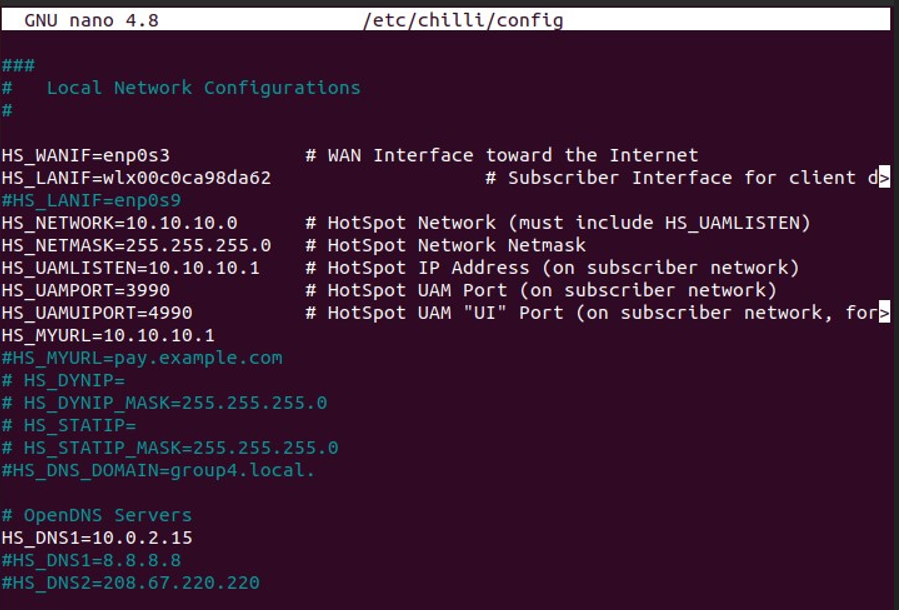 GNU nano 4.8 /etc/chilli/config
###
# Local Network Configurations
#
HS_WANIF=enp0s3 # WAN Interface toward the Internet
HS_LANIF=wlx00c0ca98da62 # Subscriber Interface for client d>
#HS_LANIF=enp0s9
HS_NETWORK=10.10.10.0 # HotSpot Network (must include HS_UAMLISTEN)
HS_NETMASK=255.255.255.0 # HotSpot Network Netmask
HS_UAMLISTEN=10.10.10.1 # HotSpot IP Address (on subscriber network)
HS_UAMPORT=3990 # HotSpot UAM Port (on subscriber network)
HS_UAMUIPORT=4990 # HotSpot UAM "UI" Port (on subscriber network, for>
HS_MYURL=10.10.10.1
#HS_MYURL=pay.example.com
# HS_DYNIP=
# HS_DYNIP_MASK=255.255.255.0
# HS_STATIP=
# HS_STATIP_MASK=255.255.255.0
#HS_DNS_DOMAIN=group4.local.
# OpenDNS Servers
HS_DNS1=10.0.2.15
#HS_DNS1=8.8.8.8
#HS_DNS2=208.67.220.220